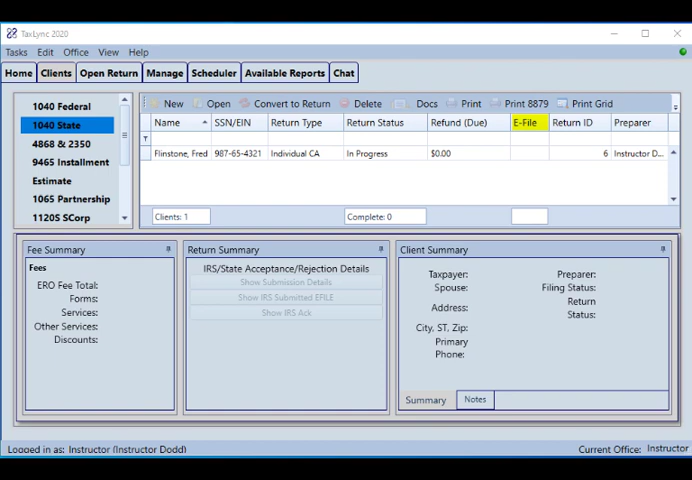 TaxLync 2020
Tasks Edit Office View Help
Home Clients Open Return Manage Scheduler Available Reports Chat
1040 Federal
1040 State
4868 & 2350
9465 Installment
Estimate
1065 Partnership
1120S SCorp
New Open Convert to Return Delete Docs Print Print 8879 Print Grid
Name SSN/EIN Return Type Return Status Refund (Due) E-File Return ID Preparer
Flinstone, Fred 987-65-4321 Individual CA In Progress $0.00 6 Instructor D...
Clients: 1 Complete: 0
Fee Summary
Fees
ERO Fee Total:
Forms:
Services:
Other Services:
Discounts:
Return Summary
IRS/State Acceptance/Rejection Details
Show Submission Details
Show IRS Submitted EFILE
Show IRS Ack
Client Summary
Taxpayer:
Spouse:
Address:
City, ST, Zip:
Primary
Phone:
Preparer:
Filing Status:
Return
Status:
Summary Notes
Logged in as: Instructor (Instructor Dodd) Current Office: Instructor